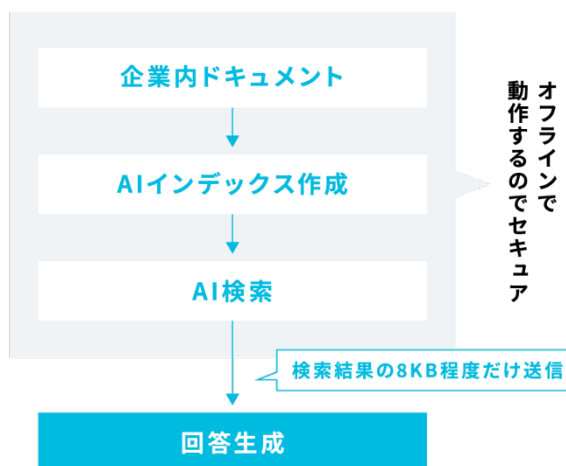 企業内ドキュメント
AIインデックス作成
AI検索
オフラインで
動作するのでセキュア
検索結果の8KB程度だけ送信
回答生成